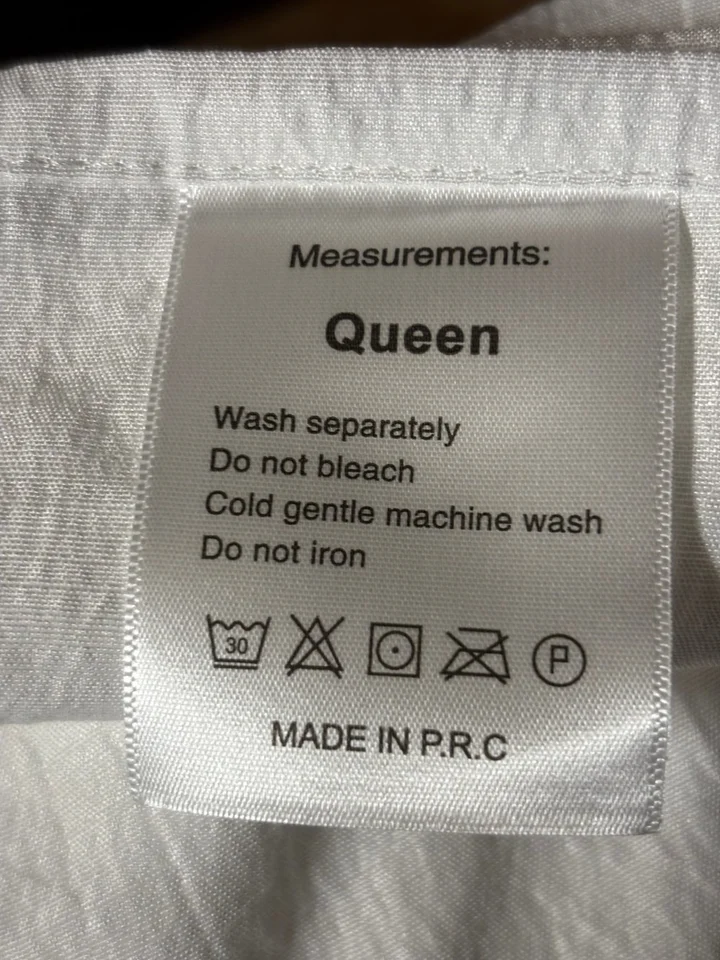 Measurements:
Queen
Wash separately
Do not bleach
Cold gentle machine wash
Do not iron
30 P
MADE IN P.R.C